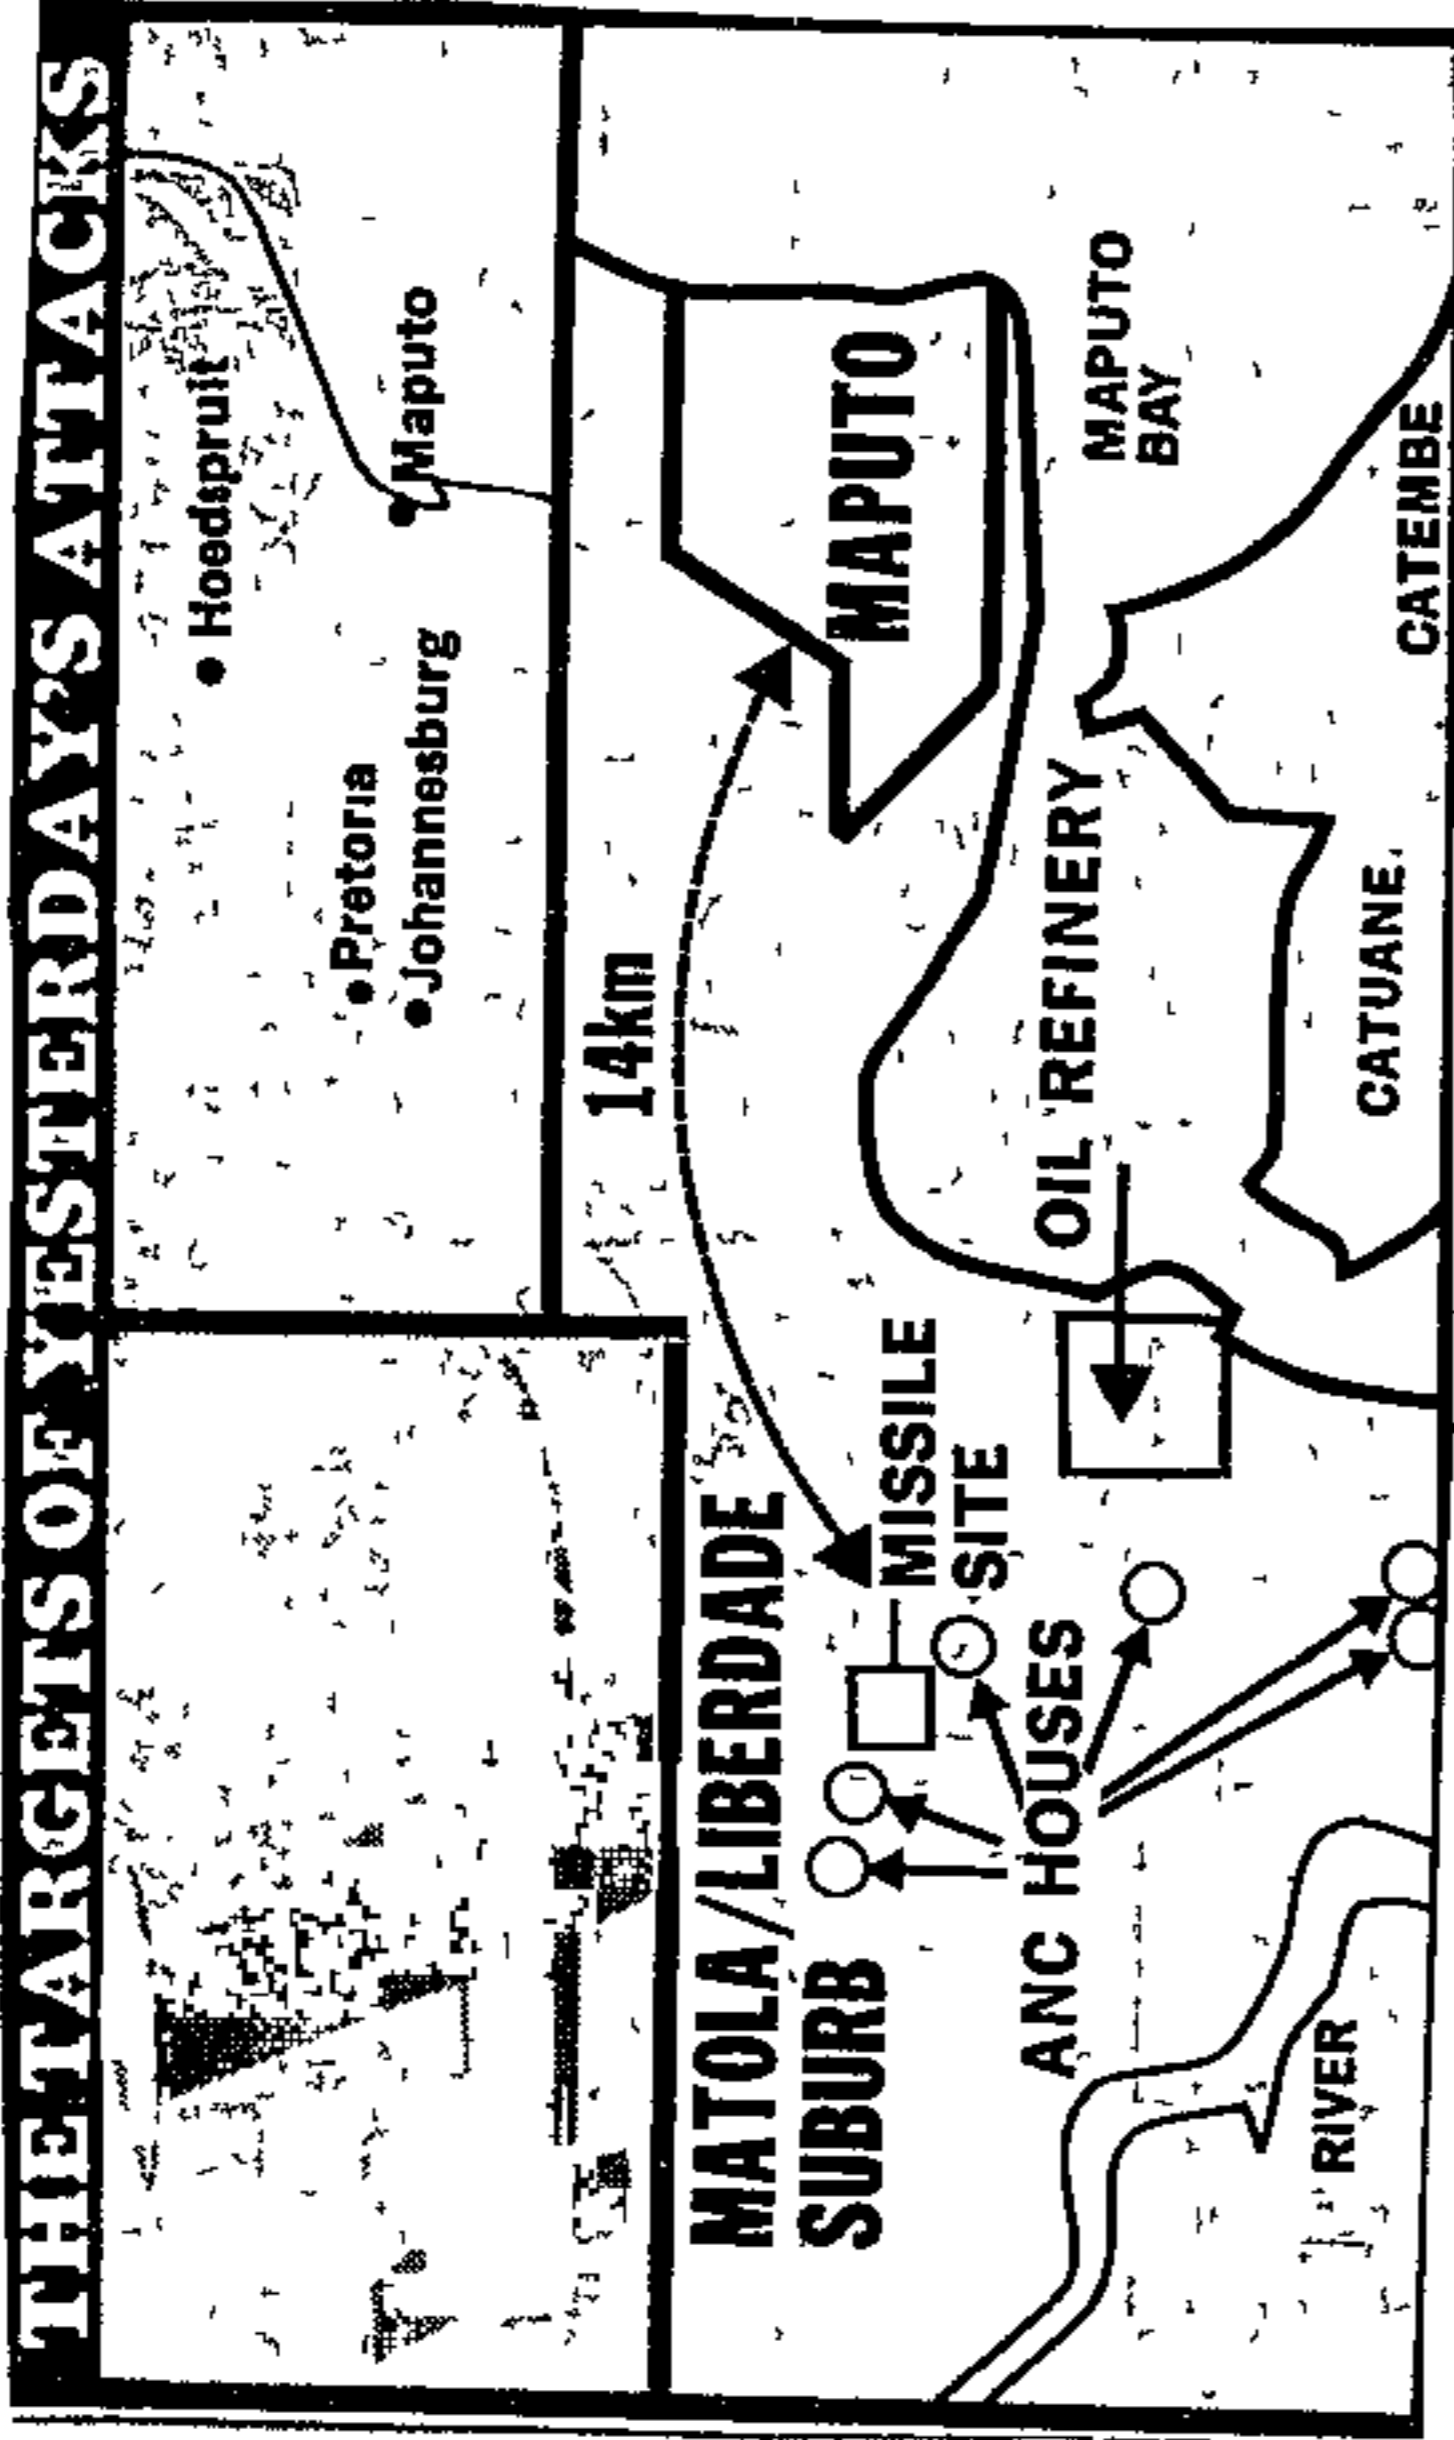 THE TARGETS OF YESTERDAY'S ATTACKS
Hoedspruit
Pretoria
Johannesburg
Maputo
14km
MATOLA/LIBERDADE
SUBURB
MAPUTO
MISSILE
SITE
ANC HOUSES
OIL REFINERY
MAPUTO
BAY
RIVER
CATUANE
CATEMBE